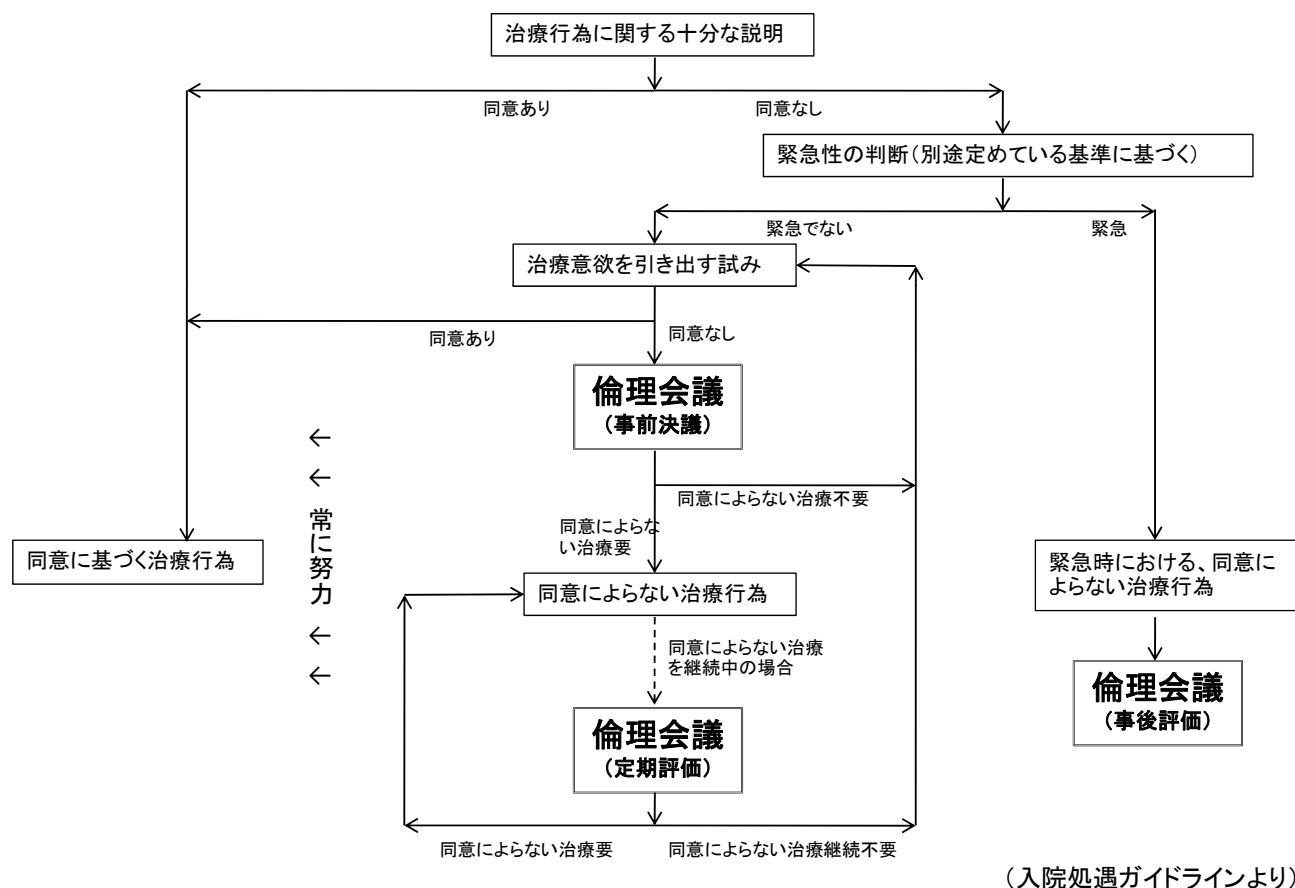 治療行為に関する十分な説明
同意あり
同意なし
緊急性の判断(別途定めている基準に基づく)
緊急でない
緊急
治療意欲を引き出す試み
同意あり
同意なし
倫理会議
(事前決議)
← ← 常に努力 ← ←
同意によらない治療不要
同意によらな
い治療要
同意に基づく治療行為
緊急時における、同意に
よらない治療行為
同意によらない治療行為
同意によらない治療
を継続中の場合
倫理会議
(事後評価)
倫理会議
(定期評価)
同意によらない治療要
同意によらない治療継続不要
(入院処遇ガイドラインより)